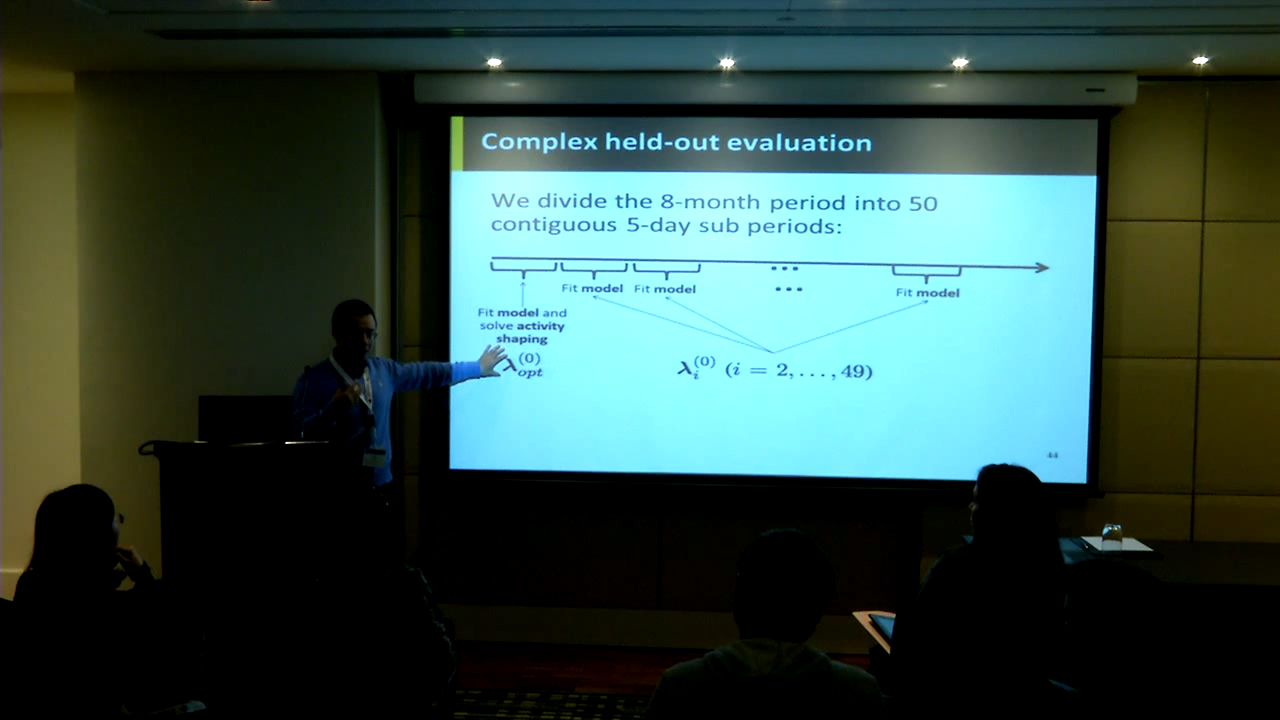 Complex held-out evaluation
We divide the 8-month period into 50
contiguous 5-day sub periods:
... 
Fit model Fit model ... Fit model
Fit model and
solve activity
shaping
λ_opt^(0) λ_i^(0) (i = 2, ..., 49)
44